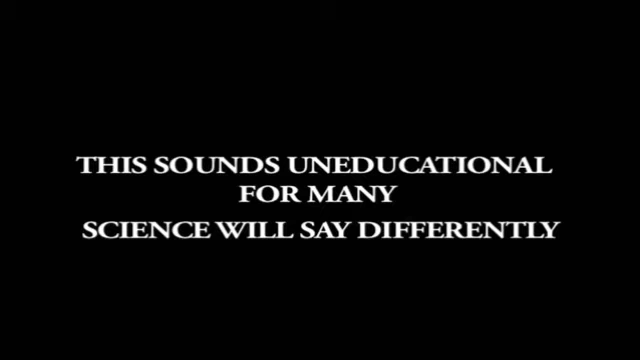 THIS SOUNDS UNEDUCATIONAL
FOR MANY
SCIENCE WILL SAY DIFFERENTLY